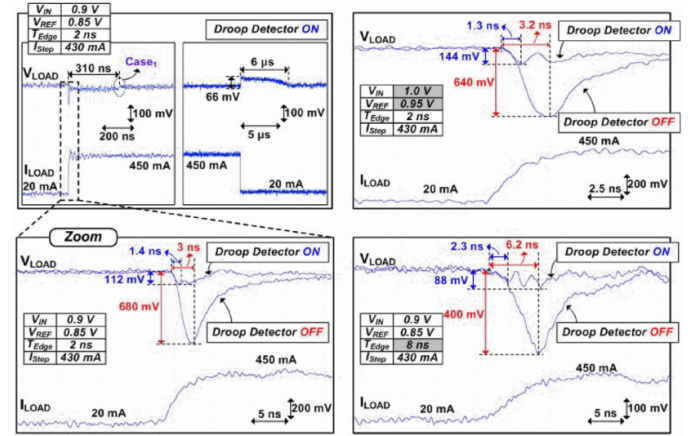 VIN 0.9 V
VREF 0.85 V
TEdge 2 ns
IStep 430 mA
Droop Detector ON
310 ns
Case1
VLOAD
100 mV
200 ns
ILOAD
20 mA
450 mA
6 µs
66 mV
100 mV
5 µs
450 mA
20 mA
1.3 ns
3.2 ns
VLOAD
144 mV
Droop Detector ON
640 mV
VIN 1.0 V
VREF 0.95 V
TEdge 2 ns
IStep 430 mA
Droop Detector OFF
450 mA
ILOAD
20 mA
2.5 ns
200 mV
Zoom
1.4 ns
3 ns
VLOAD
Droop Detector ON
112 mV
680 mV
VIN 0.9 V
VREF 0.85 V
TEdge 2 ns
IStep 430 mA
Droop Detector OFF
450 mA
ILOAD
20 mA
5 ns
200 mV
2.3 ns
6.2 ns
VLOAD
Droop Detector ON
88 mV
400 mV
VIN 0.9 V
VREF 0.85 V
TEdge 8 ns
IStep 430 mA
Droop Detector OFF
450 mA
ILOAD
20 mA
5 ns
100 mV